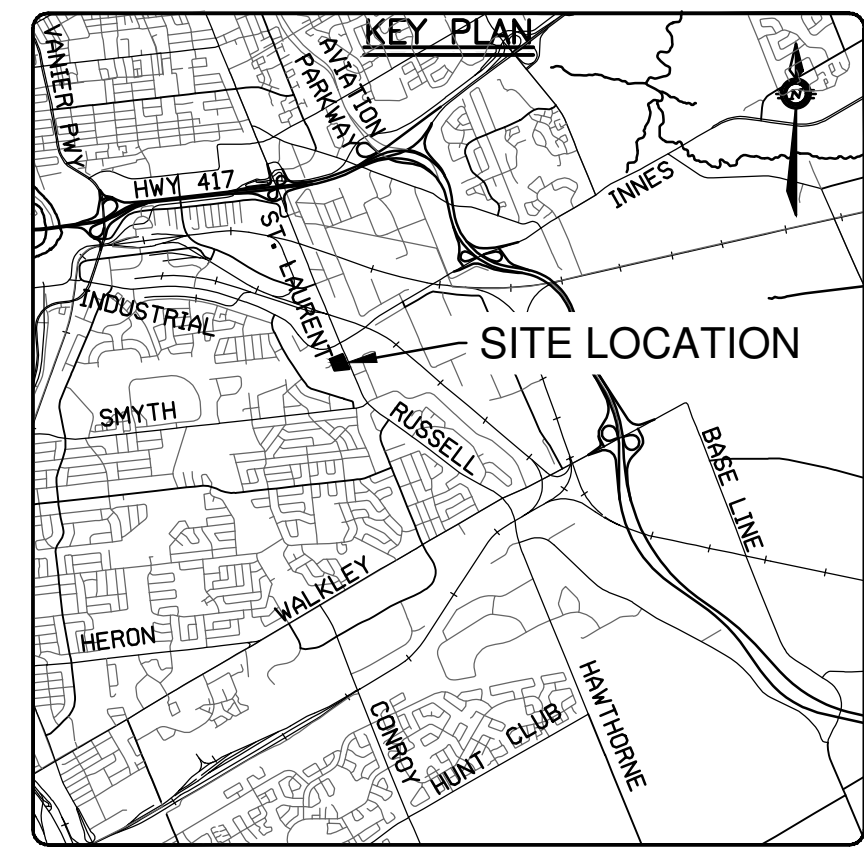 KEY PLAN
VANIER PWY
AVIATION
PARKWAY
N
HWY 417
INNES
ST. LAURENT
INDUSTRIAL
SITE LOCATION
SMYTH
RUSSELL
BASE LINE
WALKLEY
HERON
CONROY
HUNT CLUB
HAWTHORNE